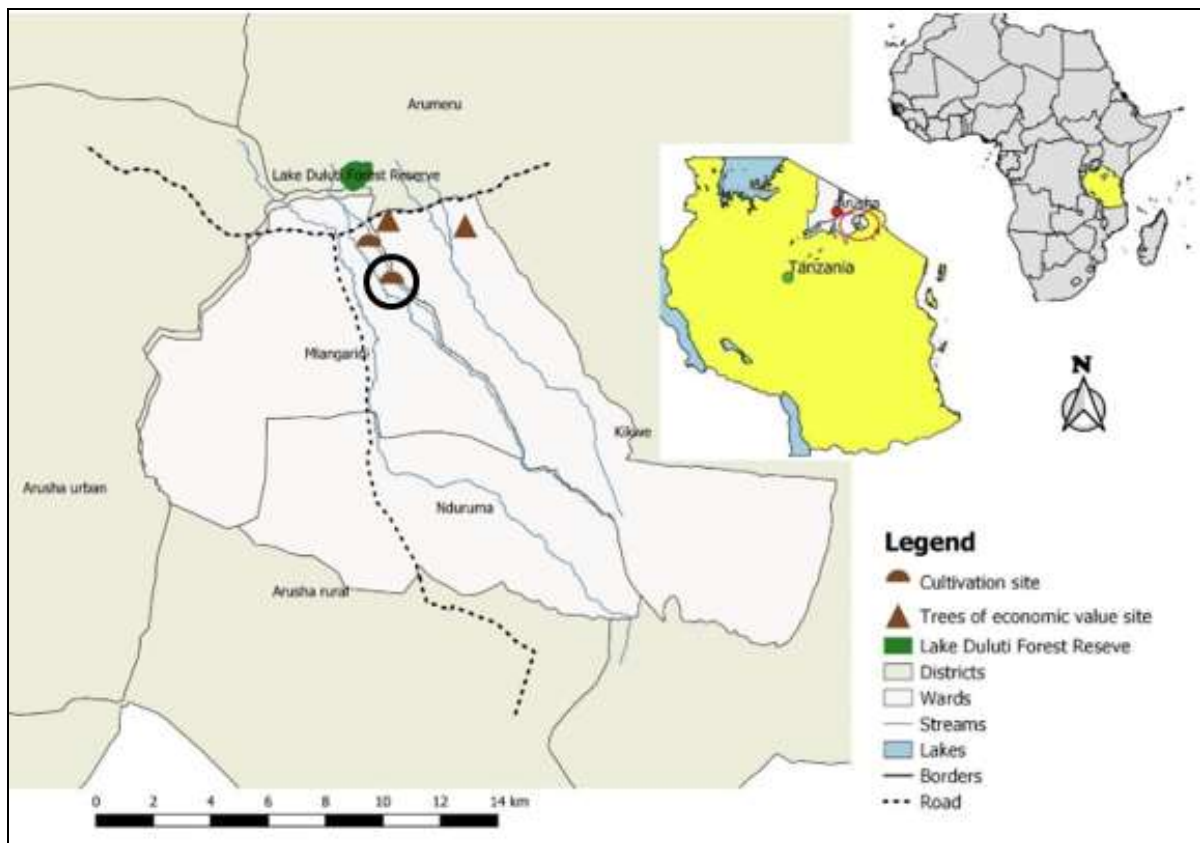 Arumeru
Lake Duluti Forest Reserve
Arusha
Tanzania
N
Kikwe
Arusha urban
Nduruma
Arusha rural
Legend
Cultivation site
Trees of economic value site
Lake Duluti Forest Reseve
Districts
Wards
Streams
Lakes
Borders
Road
0 2 4 6 8 10 12 14 km